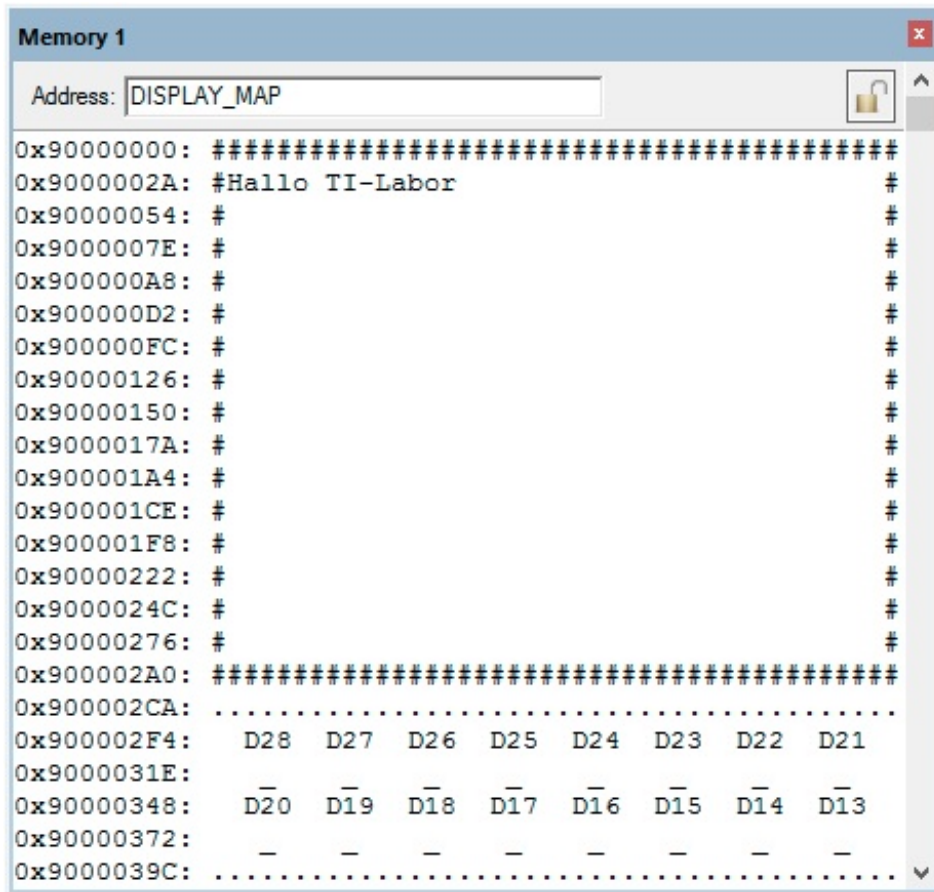 Memory 1
Address: DISPLAY_MAP
0x90000000: ##########################################
0x9000002A: #Hallo TI-Labor                          #
0x90000054: #                                        #
0x9000007E: #                                        #
0x900000A8: #                                        #
0x900000D2: #                                        #
0x900000FC: #                                        #
0x90000126: #                                        #
0x90000150: #                                        #
0x9000017A: #                                        #
0x900001A4: #                                        #
0x900001CE: #                                        #
0x900001F8: #                                        #
0x90000222: #                                        #
0x9000024C: #                                        #
0x90000276: #                                        #
0x900002A0: ##########################################
0x900002CA: ..........................................
0x900002F4:   D28  D27  D26  D25  D24  D23  D22  D21
0x9000031E:    _    _    _    _    _    _    _    _
0x90000348:   D20  D19  D18  D17  D16  D15  D14  D13
0x90000372:    _    _    _    _    _    _    _    _
0x9000039C: ..........................................